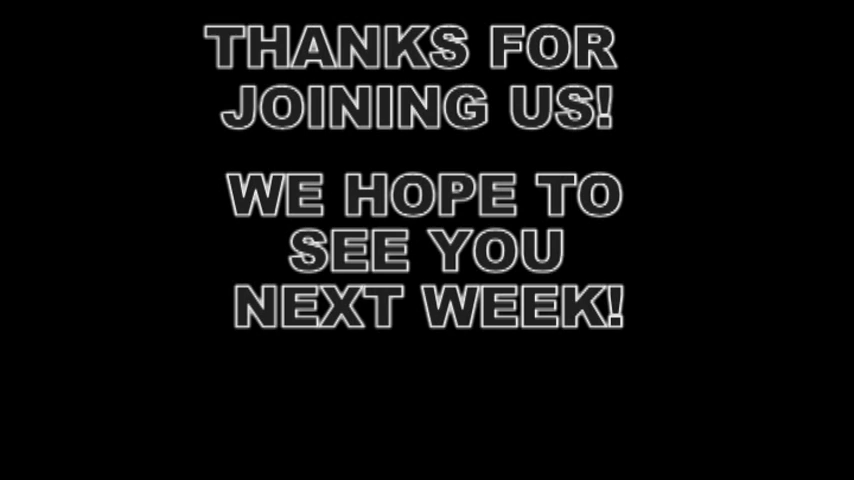 THANKS FOR
JOINING US!
WE HOPE TO
SEE YOU
NEXT WEEK!